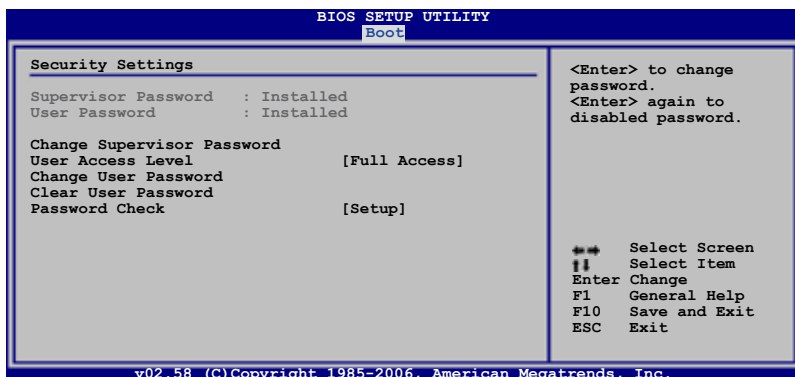 BIOS SETUP UTILITY
Boot
Security Settings
Supervisor Password : Installed
User Password : Installed
Change Supervisor Password
User Access Level [Full Access]
Change User Password
Clear User Password
Password Check [Setup]
<Enter> to change
password.
<Enter> again to
disabled password.
←→ Select Screen
↑↓ Select Item
Enter Change
F1 General Help
F10 Save and Exit
ESC Exit
v02.58 (C)Copyright 1985-2006, American Megatrends, Inc.